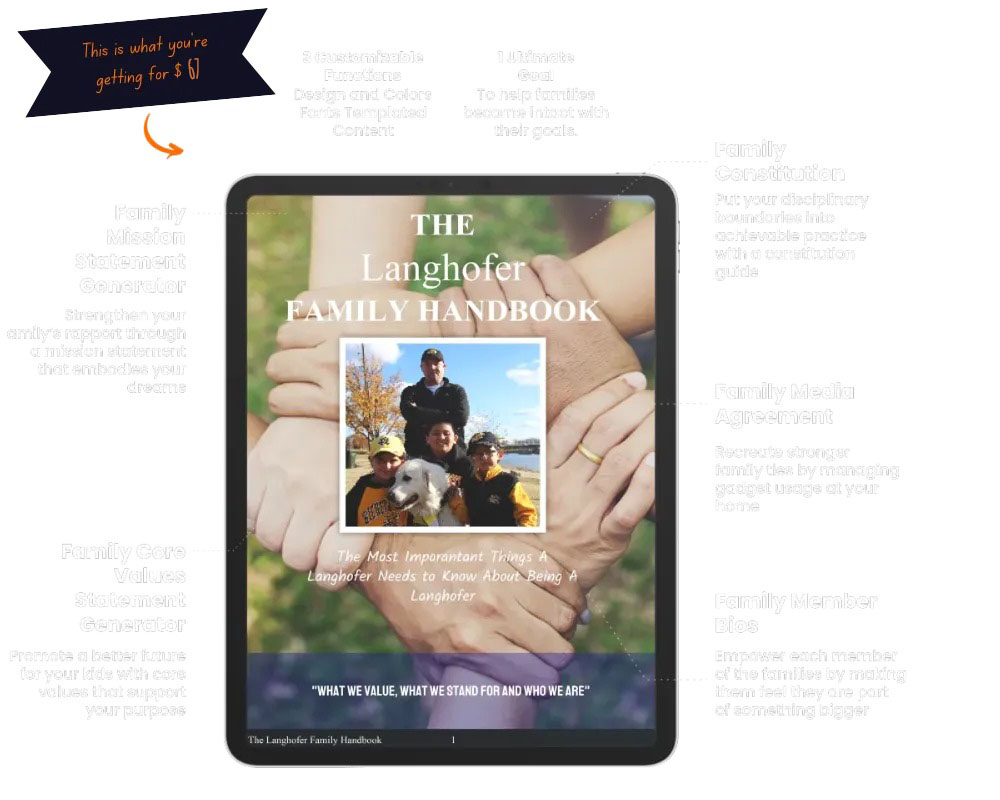 This is what you're
getting for $ 67
3 Customizable
Functions
Design and Colors
Fonts Templated
Content
1 Ultimate
Goal
To help families
become intact with
their goals.
Family
Constitution
Put your disciplinary
boundaries into
achievable practice
with a constitution
guide
Family
Mission
Statement
Generator
Strengthen your
amily's rapport through
a mission statement
that embodies your
dreams
THE
Langhofer
FAMILY HANDBOOK
Family Media
Agreement
Recreate stronger
family ties by managing
gadget usage at your
home
The Most Imporantant Things A
Langhofer Needs to Know About Being A
Langhofer
Family Core
Values
Statement
Generator
Promote a better future
for your kids with core
values that support
your purpose
Family Member
Bios
Empower each member
of the families by making
them feel they are part
of something bigger
"WHAT WE VALUE, WHAT WE STAND FOR AND WHO WE ARE"
The Langhofer Family Handbook 1